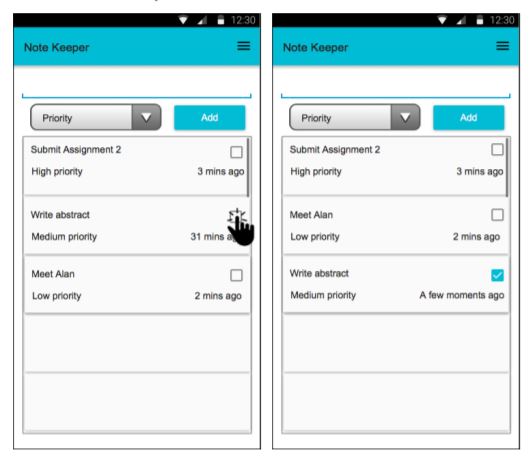 12:30
Note Keeper
Priority
Add
Submit Assignment 2
High priority
3 mins ago
Write abstract
Medium priority
31 mins
Meet Alan
Low priority
2 mins ago
12:30
Note Keeper
Priority
Add
Submit Assignment 2
High priority
3 mins ago
Meet Alan
Low priority
2 mins ago
Write abstract
Medium priority
A few moments ago